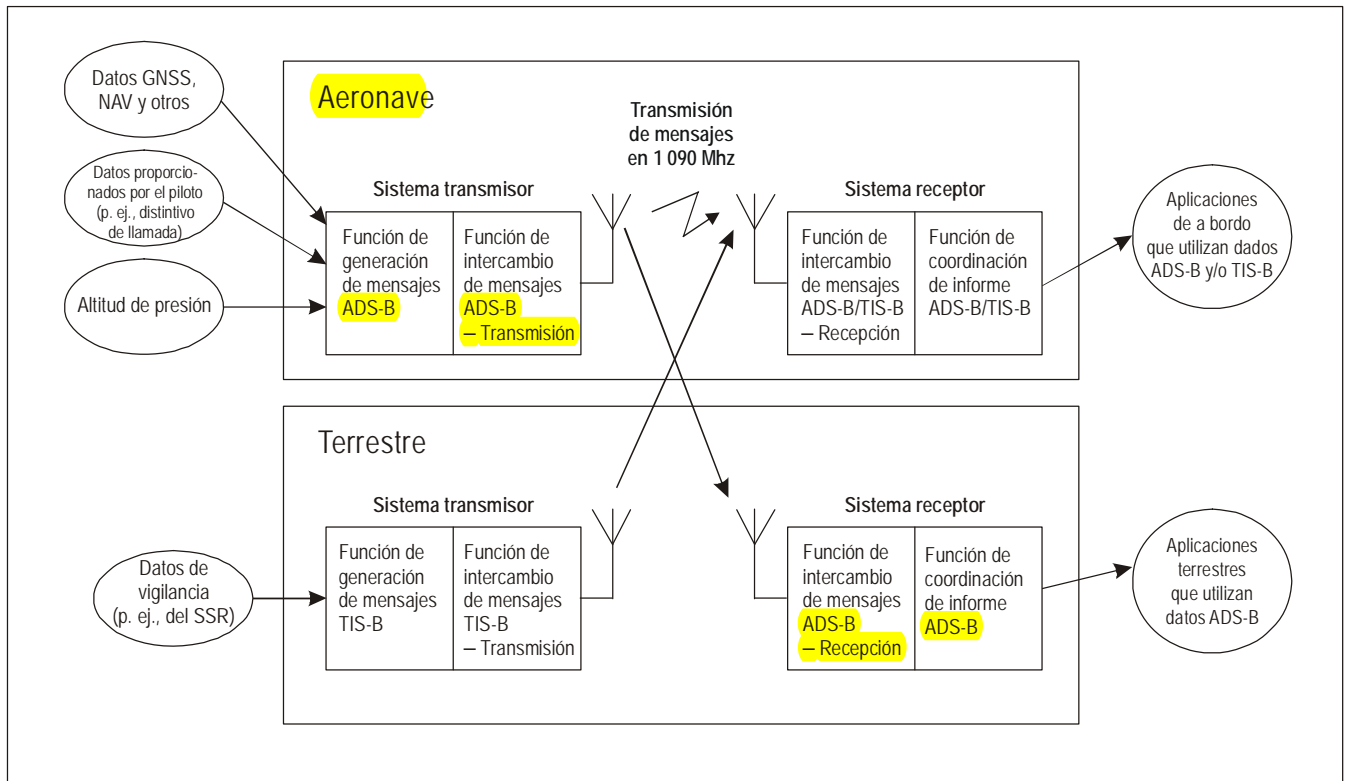 Datos GNSS,
NAV y otros
Datos proporcio-
nados por el piloto
(p. ej., distintivo
de llamada)
Altitud de presión
Aeronave
Transmisión
de mensajes
en 1 090 Mhz
Sistema transmisor
Función de
generación
de mensajes
ADS-B
Función de
intercambio
de mensajes
ADS-B
– Transmisión
Sistema receptor
Función de
intercambio
de mensajes
ADS-B/TIS-B
– Recepción
Función de
coordinación
de informe
ADS-B/TIS-B
Aplicaciones
de a bordo
que utilizan dados
ADS-B y/o TIS-B
Terrestre
Datos de
vigilancia
(p. ej., del SSR)
Sistema transmisor
Función de
generación
de mensajes
TIS-B
Función de
intercambio
de mensajes
TIS-B
– Transmisión
Sistema receptor
Función de
intercambio
de mensajes
ADS-B
– Recepción
Función de
coordinación
de informe
ADS-B
Aplicaciones
terrestres
que utilizan
datos ADS-B